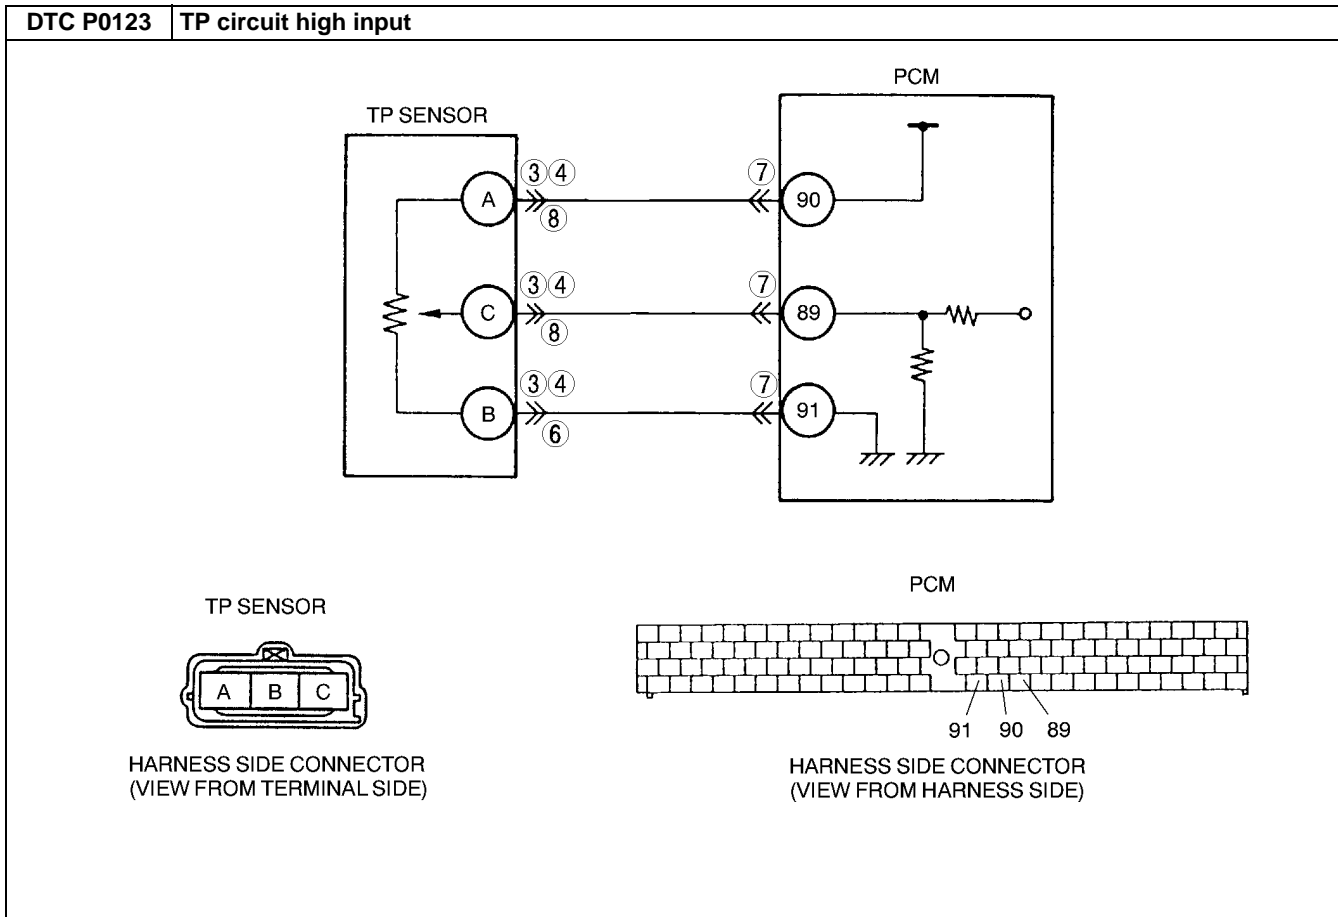 DTC P0123 TP circuit high input
PCM
TP SENSOR
3 4 7
A 90
8
3 4 7
C 89
8
3 4 7
B 91
6
PCM
TP SENSOR
A B C
91 90 89
HARNESS SIDE CONNECTOR
(VIEW FROM TERMINAL SIDE)
HARNESS SIDE CONNECTOR
(VIEW FROM HARNESS SIDE)